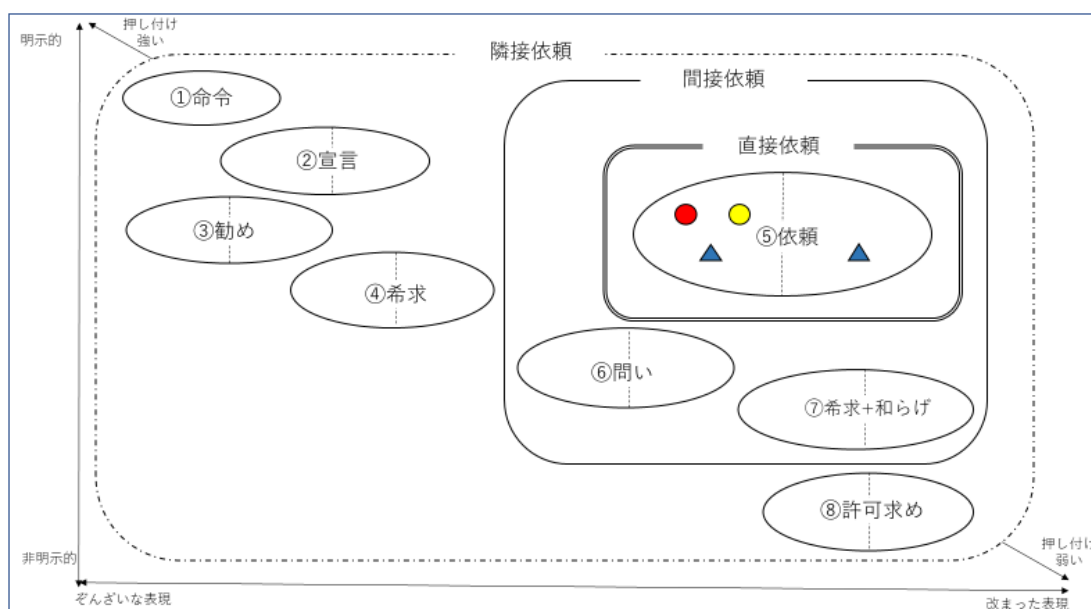 明示的
押し付け
強い
隣接依頼
間接依頼
①命令
直接依頼
②宣言
③勧め
⑤依頼
④希求
⑥問い
⑦希求+和らげ
⑧許可求め
非明示的
押し付け
弱い
ぞんざいな表現
改まった表現